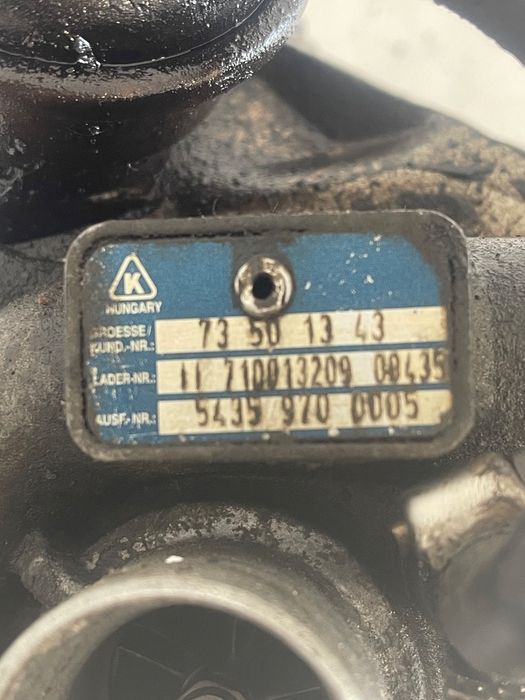 K
HUNGARY
GROESSE/
KUND.-NR.: 73 50 13 43
LADER-NR.: 11 710013209 00435
AUSF.-NR.: 5435 970 0005